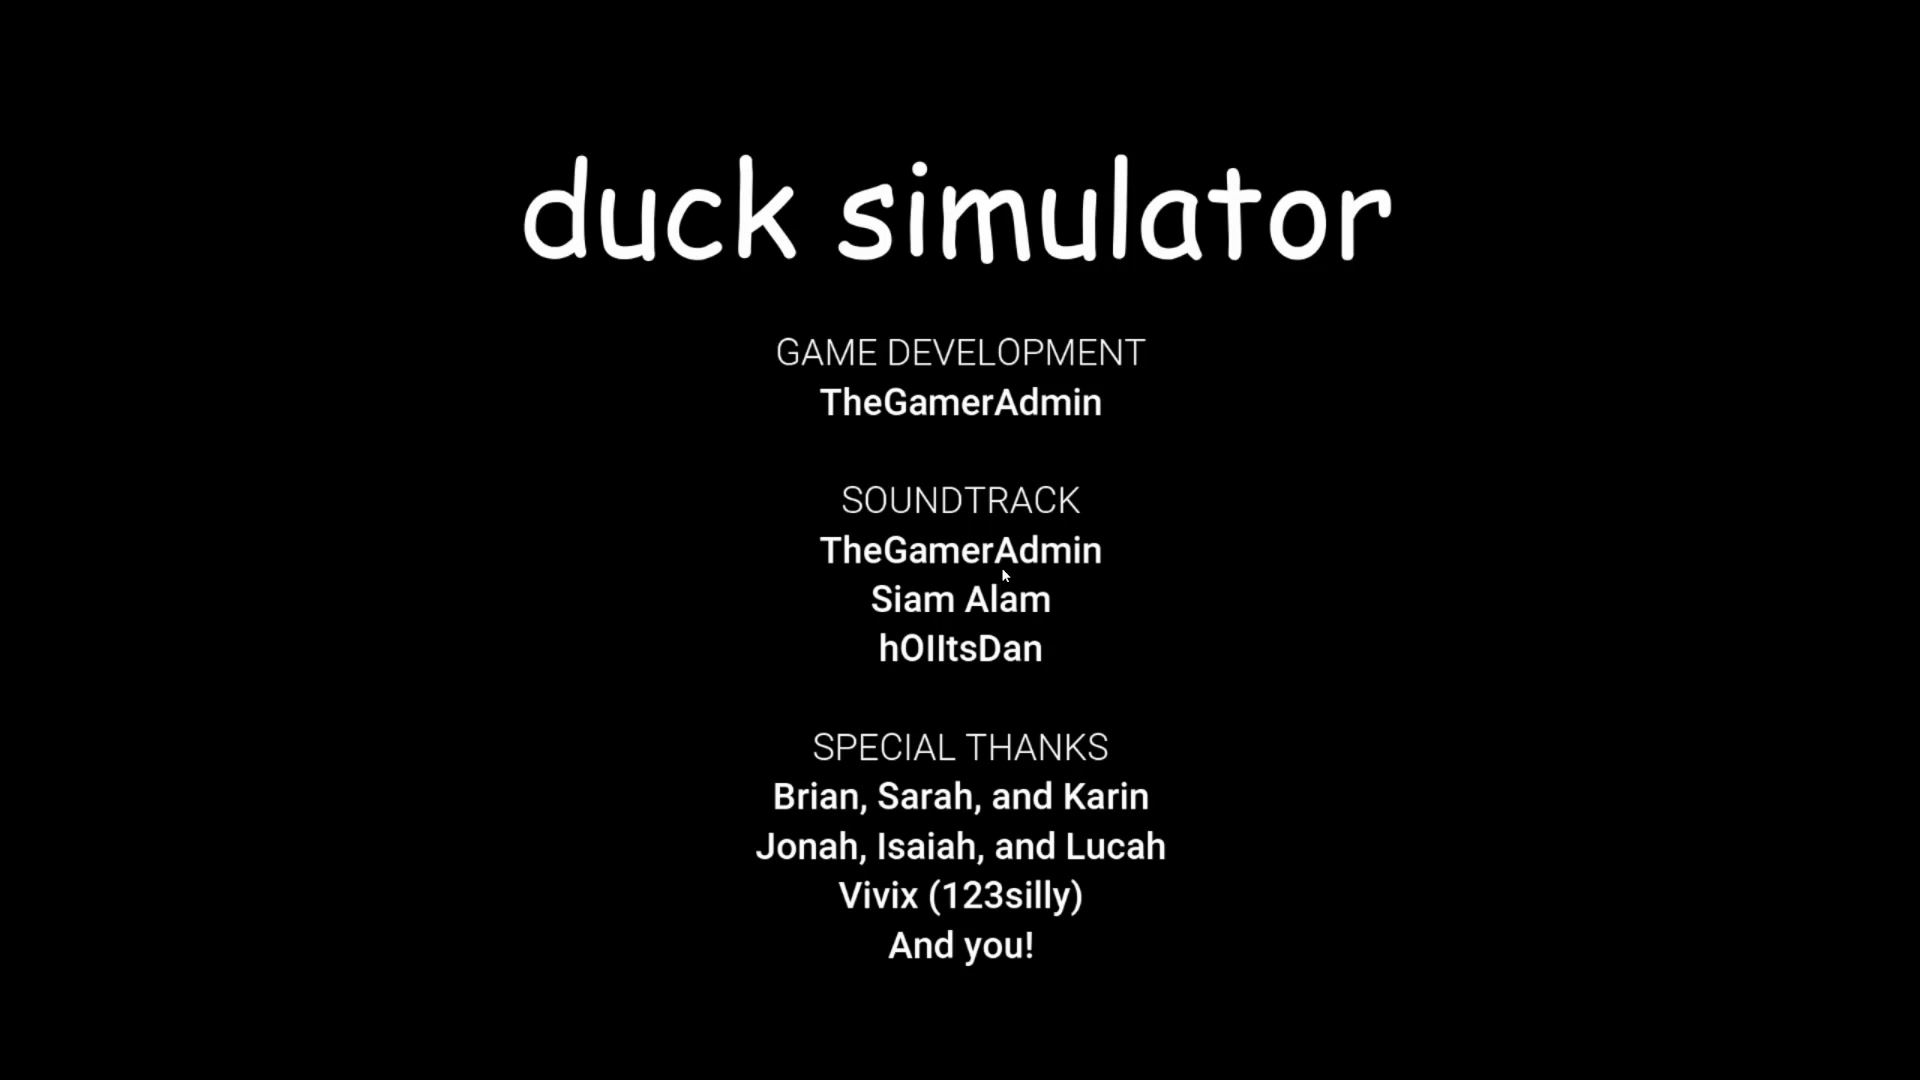 duck simulator
GAME DEVELOPMENT
TheGamerAdmin
SOUNDTRACK
TheGamerAdmin
Siam Alam
hOIItsDan
SPECIAL THANKS
Brian, Sarah, and Karin
Jonah, Isaiah, and Lucah
Vivix (123silly)
And you!